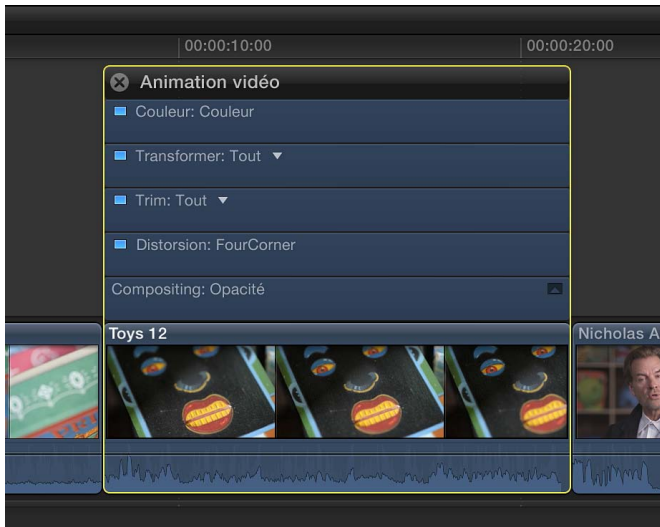 00:00:10:00 00:00:20:00
Animation vidéo
Couleur: Couleur
Transformer: Tout
Trim: Tout
Distorsion: FourCorner
Compositing: Opacité
Toys 12
Nicholas A